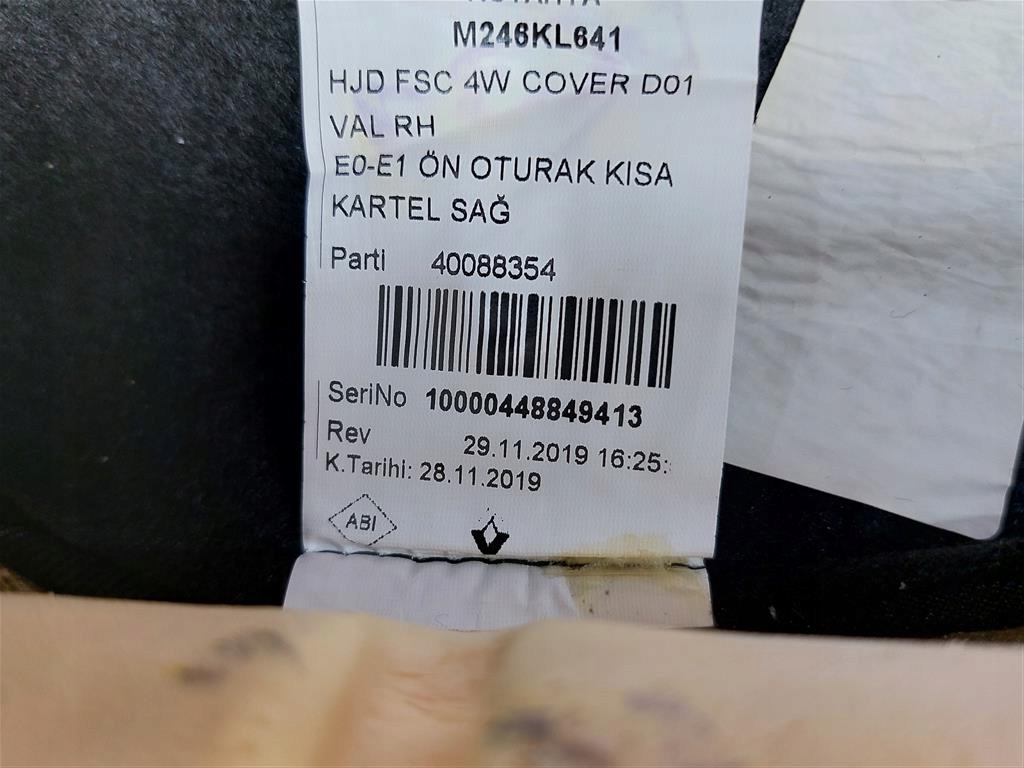 M246KL641
HJD FSC 4W COVER D01
VAL RH
E0-E1 ÖN OTURAK KISA
KARTEL SAĞ
Parti 40088354
SeriNo 10000448849413
Rev 29.11.2019 16:25:
K.Tarihi: 28.11.2019
ABI